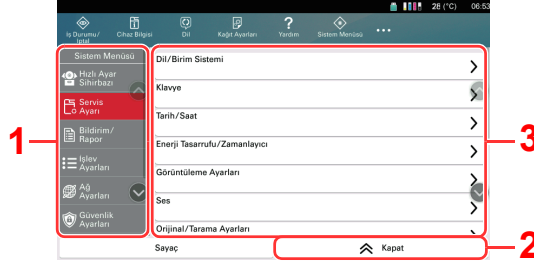 28 (°C) 06:53
İş Durumu/
İptal
Cihaz Bilgisi
Dil
Kağıt Ayarları
Yardım
Sistem Menüsü
Sistem Menüsü
Hızlı Ayar
Sihirbazı
Servis
Ayarı
Bildirim/
Rapor
İşlev
Ayarları
Ağ
Ayarları
Güvenlik
Ayarları
1
Dil/Birim Sistemi
Klavye
Tarih/Saat
Enerji Tasarrufu/Zamanlayıcı
Görüntüleme Ayarları
Ses
Orijinal/Tarama Ayarları
3
Sayaç
Kapat
2